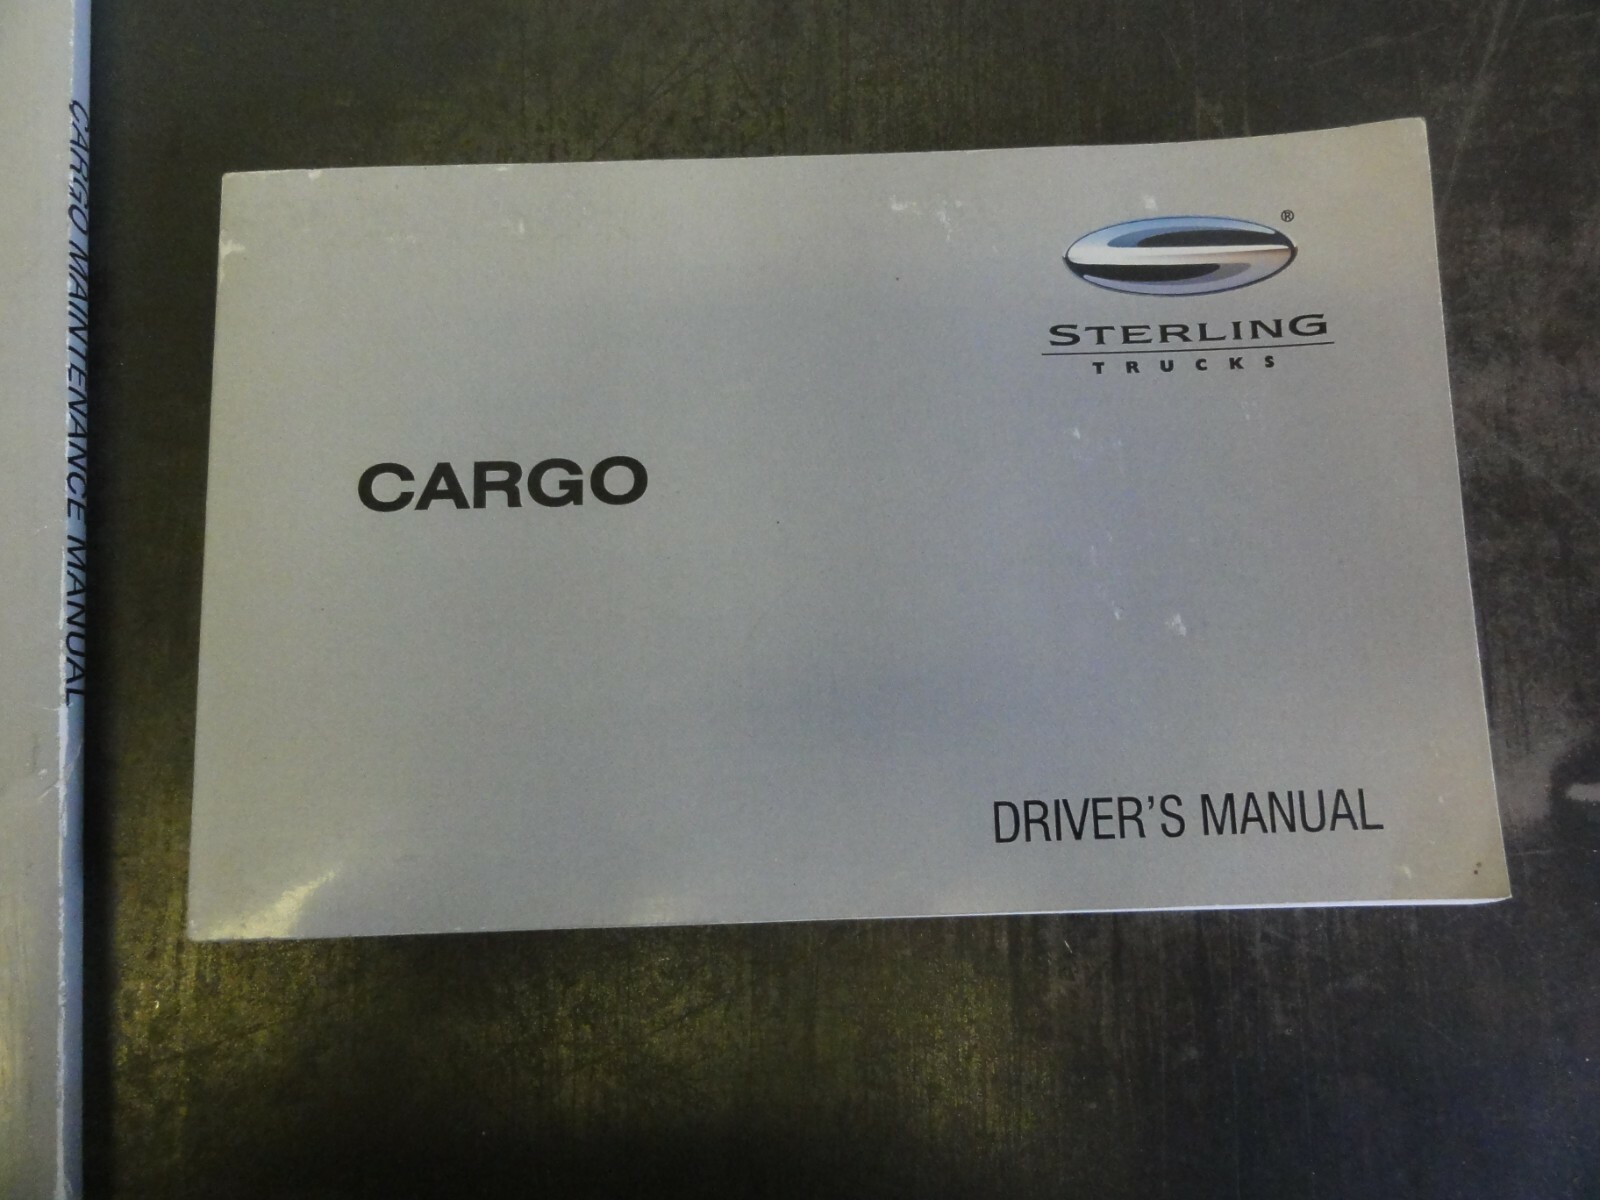 CARGO MAINTENANCE MANUAL
®
STERLING
TRUCKS
CARGO
DRIVER'S MANUAL